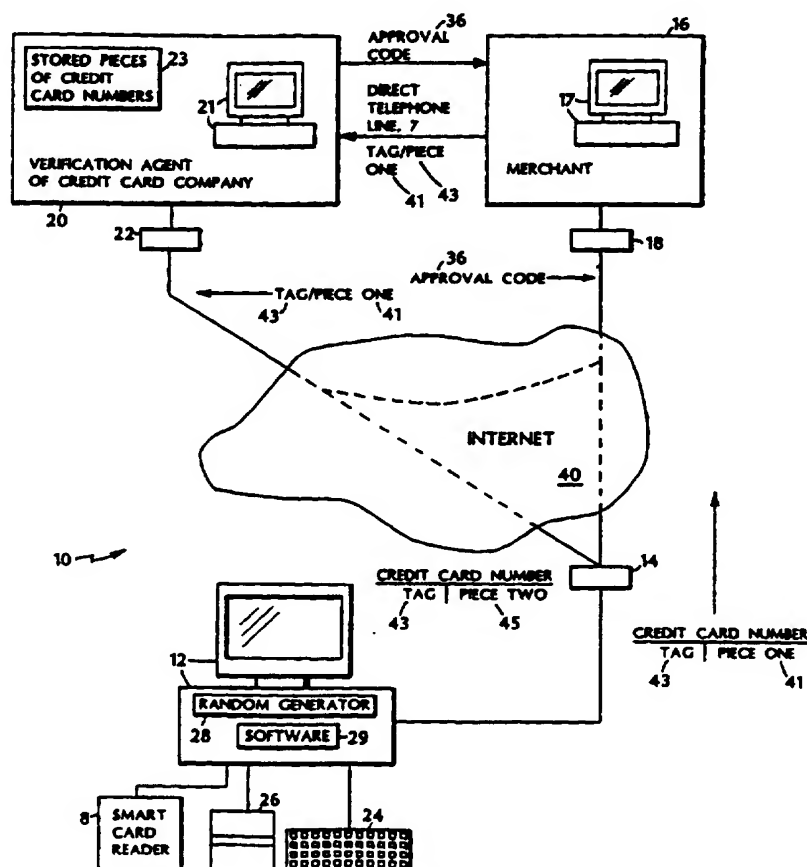 36
APPROVAL
CODE
16
STORED PIECES
OF CREDIT
CARD NUMBERS
23
21
DIRECT
TELEPHONE
LINE, 7
17
VERIFICATION AGENT
OF CREDIT CARD COMPANY
TAG/PIECE
ONE
41
43
MERCHANT
20
22
18
36
APPROVAL CODE
TAG/PIECE ONE
43
41
INTERNET
40
10
14
CREDIT CARD NUMBER
TAG | PIECE TWO
43
45
CREDIT CARD NUMBER
TAG | PIECE ONE
43
41
12
RANDOM GENERATOR
28
SOFTWARE
29
8
SMART
CARD
READER
26
24